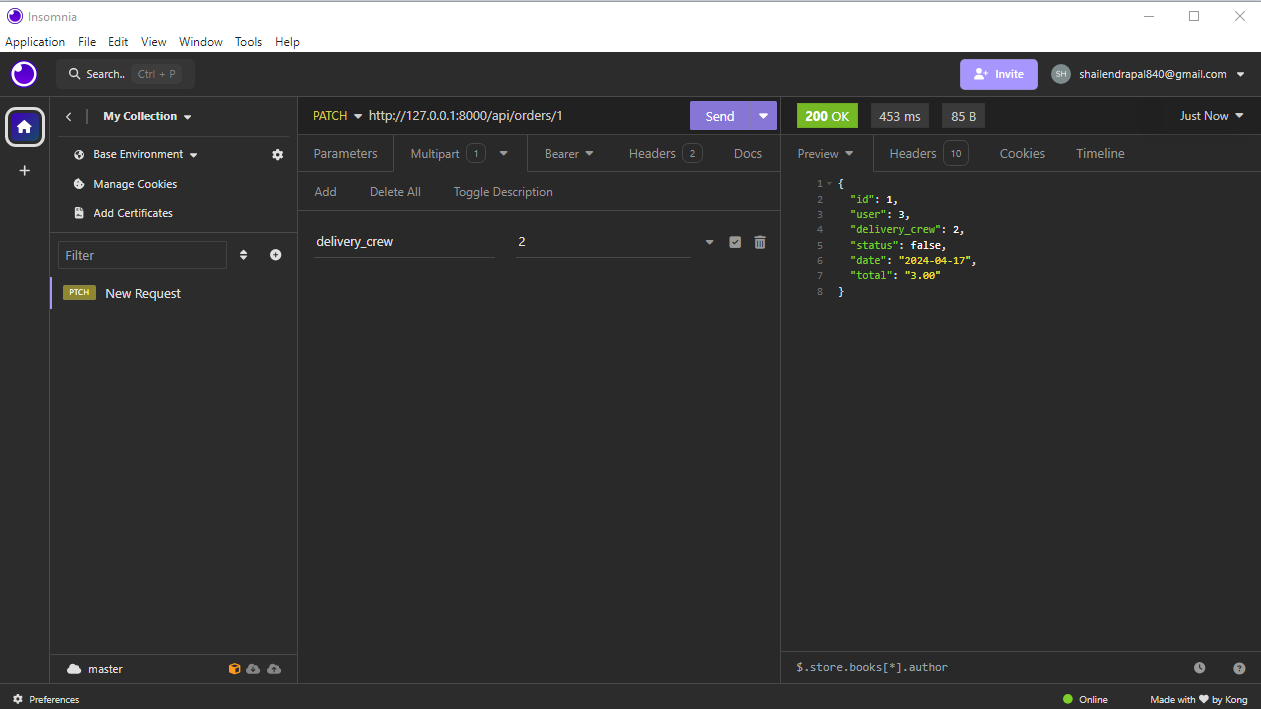 Insomnia
Application File Edit View Window Tools Help
Search.. Ctrl + P
Invite
SH shailendrapal840@gmail.com
My Collection
Base Environment
Manage Cookies
Add Certificates
Filter
PTCH New Request
master
PATCH http://127.0.0.1:8000/api/orders/1 Send
Parameters Multipart 1 Bearer Headers 2 Docs
Add Delete All Toggle Description
delivery_crew 2
200 OK 453 ms 85 B Just Now
Preview Headers 10 Cookies Timeline
1 {
2 "id": 1,
3 "user": 3,
4 "delivery_crew": 2,
5 "status": false,
6 "date": "2024-04-17",
7 "total": "3.00"
8 }
$.store.books[*].author
Preferences
Online
Made with ❤ by Kong